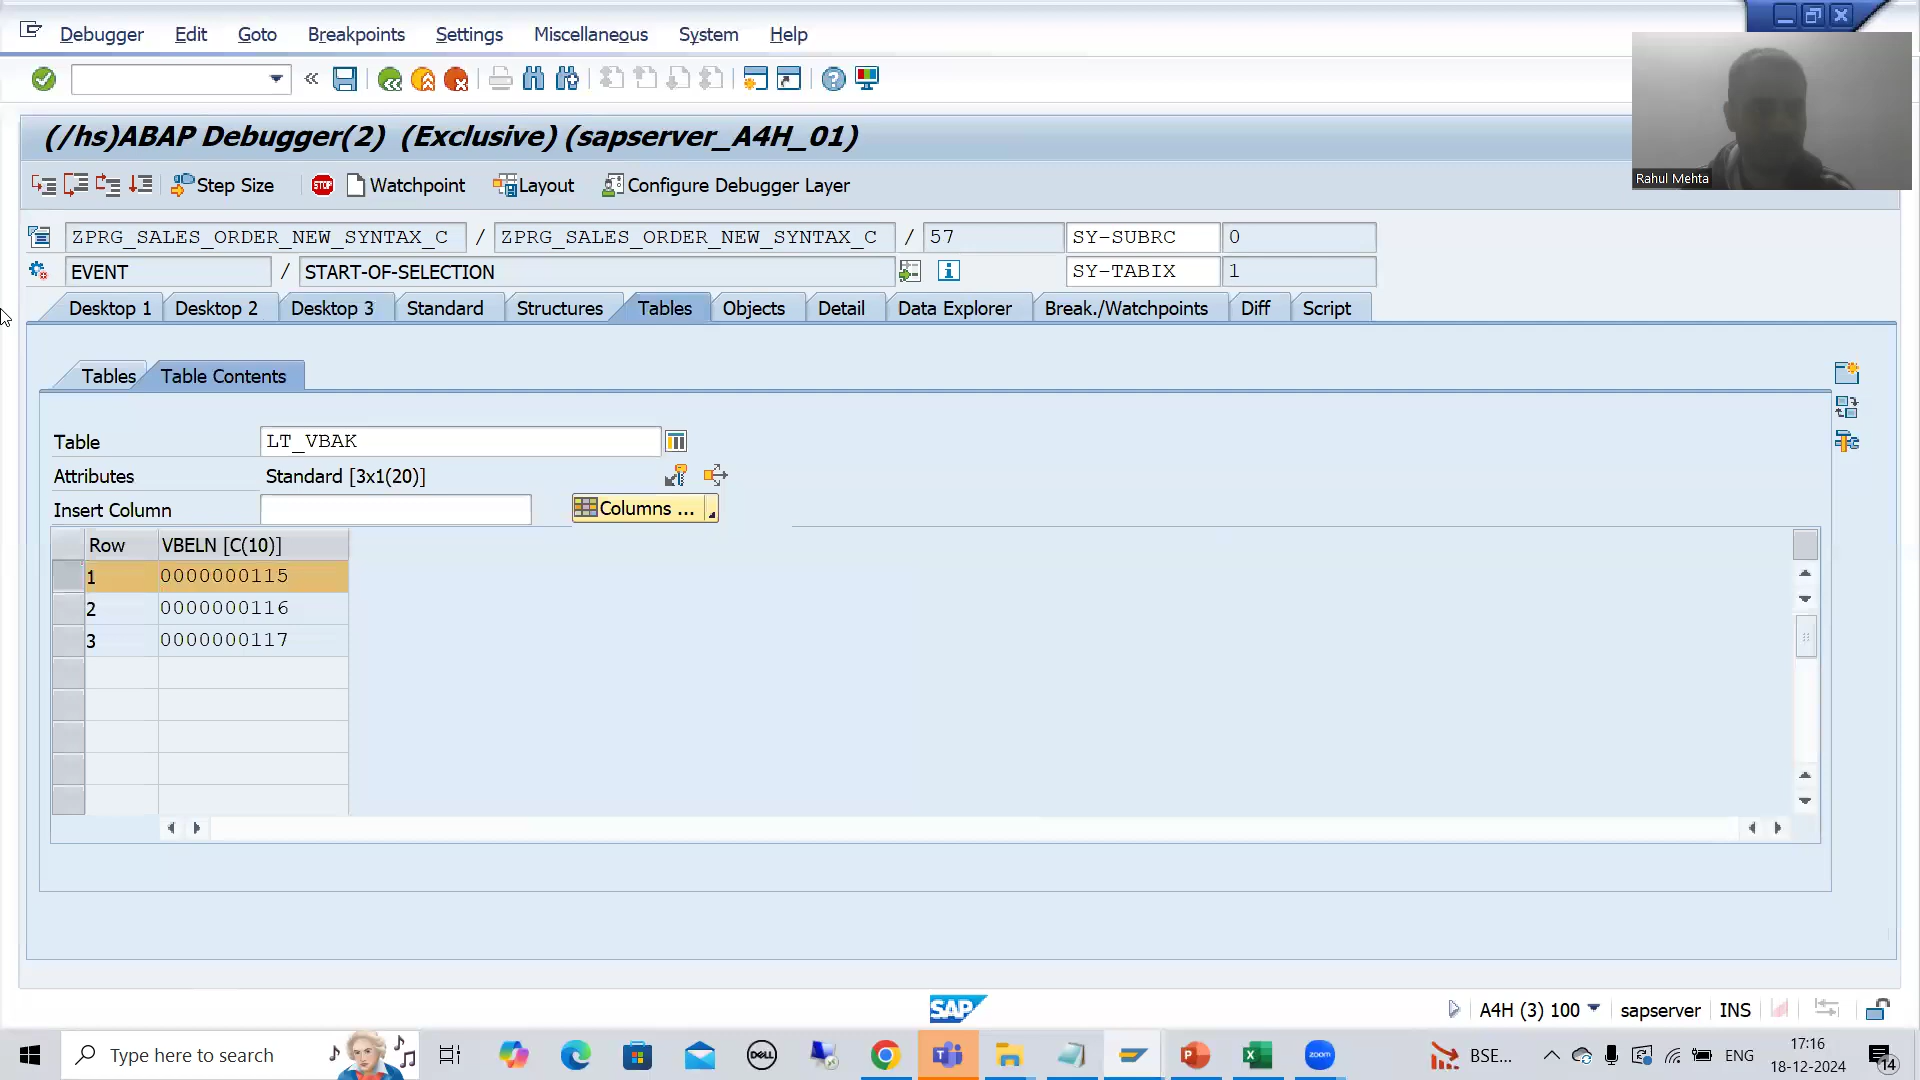 Debugger Edit Goto Breakpoints Settings Miscellaneous System Help
(/hs)ABAP Debugger(2) (Exclusive) (sapserver_A4H_01)
Step Size STOP Watchpoint Layout Configure Debugger Layer
Rahul Mehta
ZPRG_SALES_ORDER_NEW_SYNTAX_C / ZPRG_SALES_ORDER_NEW_SYNTAX_C / 57 SY-SUBRC 0
EVENT / START-OF-SELECTION SY-TABIX 1
Desktop 1 Desktop 2 Desktop 3 Standard Structures Tables Objects Detail Data Explorer Break./Watchpoints Diff Script
Tables Table Contents
Table LT_VBAK
Attributes Standard [3x1(20)]
Insert Column Columns ...
Row VBELN [C(10)]
1 0000000115
2 0000000116
3 0000000117
SAP
A4H (3) 100 sapserver INS
Type here to search
DELL
zoom
BSE...
ENG
17:16
18-12-2024
14